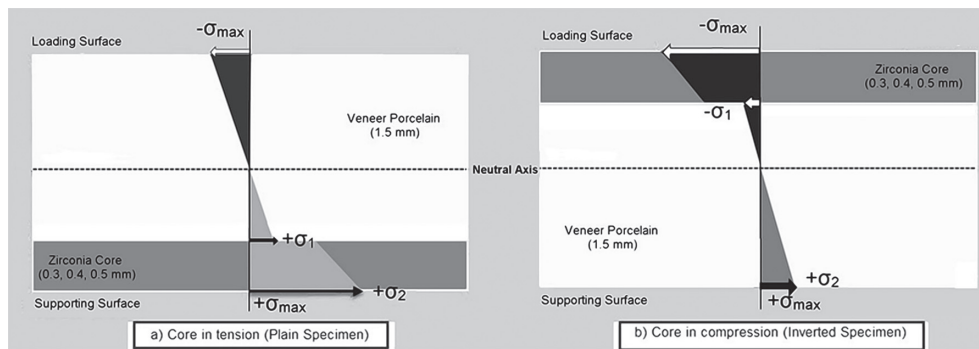 -σmax
Loading Surface
Veneer Porcelain
(1.5 mm)
+σ1
Zirconia Core
(0.3, 0.4, 0.5 mm)
+σ2
Supporting Surface
+σmax
a) Core in tension (Plain Specimen)
Neutral Axis
-σmax
Loading Surface
Zirconia Core
(0.3, 0.4, 0.5 mm)
-σ1
Veneer Porcelain
(1.5 mm)
+σ2
Supporting Surface
+σmax
b) Core in compression (Inverted Specimen)